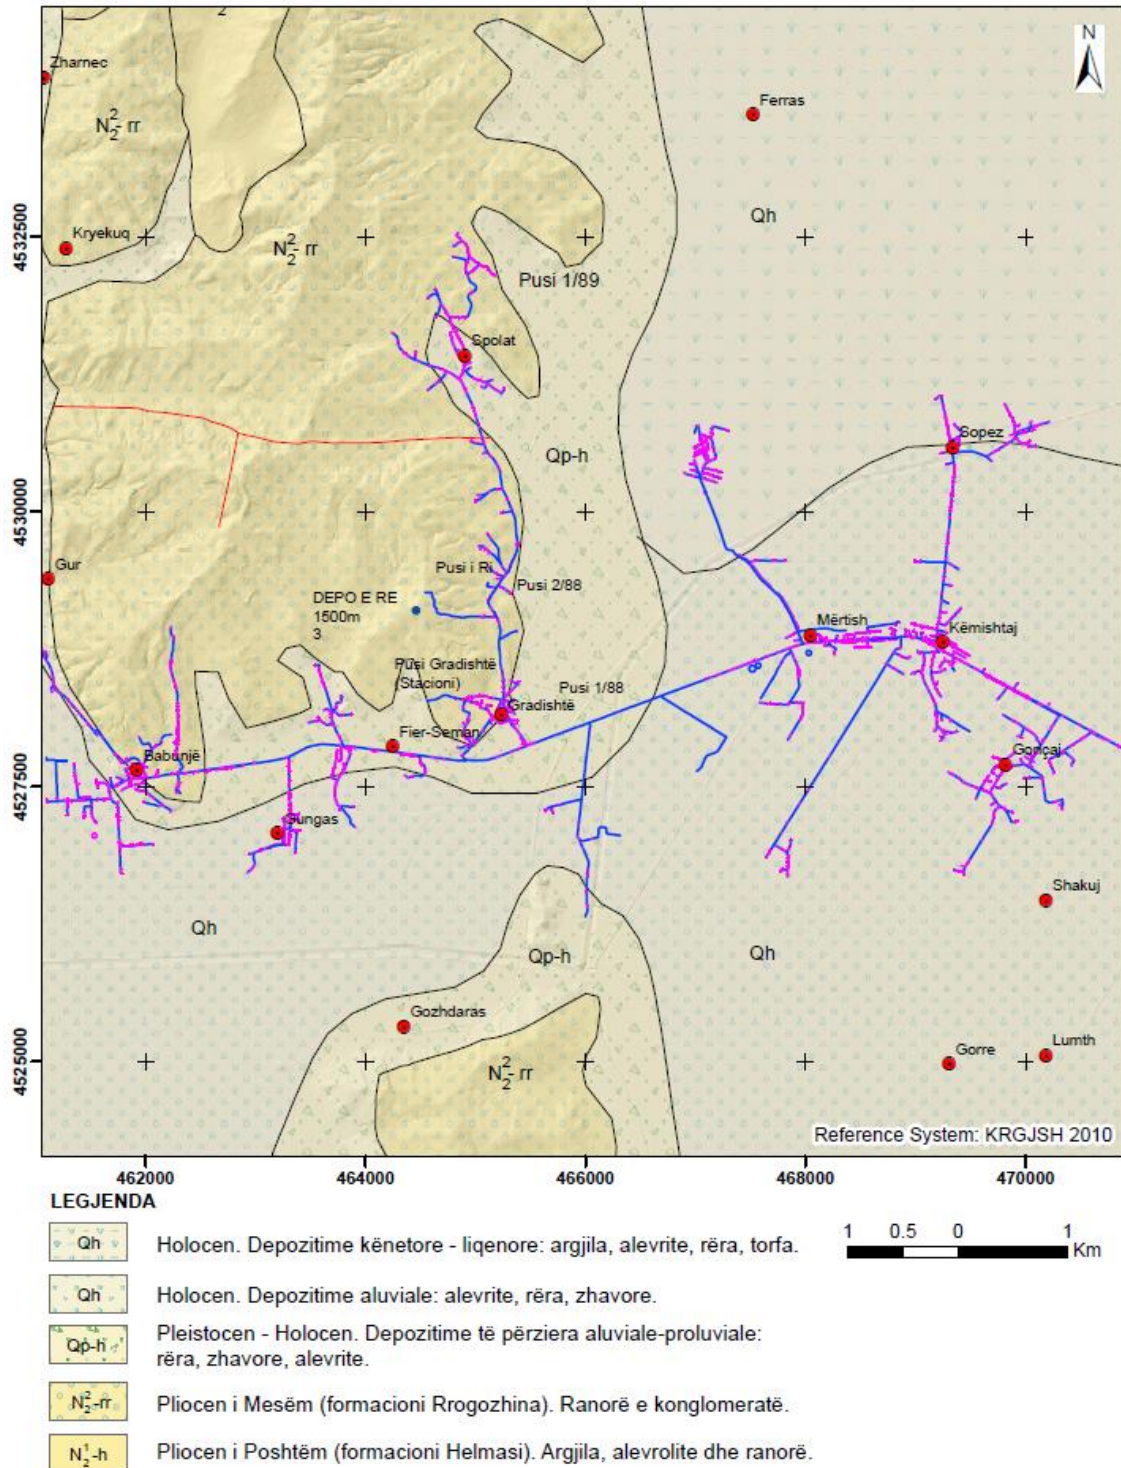 2
N
Zharnec
Ferras
N²₂- rr
Qh
Kryekuq
N²₂- rr
4532500
Pusi 1/89
Spolat
Sopez
Qp-h
4530000
Pusi i Ri
Gur
Pusi 2/88
DEPO E RE
1500m
3
Mërtish
Këmishtaj
Pusi Gradishtë
(Stacioni)
Pusi 1/88
Gradishtë
Fier-Seman
Babunjë
Gonçaj
4527500
Sungas
Shakuj
Qh
Qp-h
Qh
Gozhdaras
Gorre
Lumth
4525000
N²₂- rr
Reference System: KRGJSH 2010
462000 464000 466000 468000 470000
LEGJENDA
1 0.5 0 1
Km
Qh Holocen. Depozitime kënetore - liqenore: argjila, alevrite, rëra, torfa.
Qh Holocen. Depozitime aluviale: alevrite, rëra, zhavore.
Qp-h Pleistocen - Holocen. Depozitime të përziera aluviale-proluviale:
rëra, zhavore, alevrite.
N²₂-rr Pliocen i Mesëm (formacioni Rrogozhina). Ranorë e konglomeratë.
N¹₂-h Pliocen i Poshtëm (formacioni Helmasi). Argjila, alevrolite dhe ranorë.